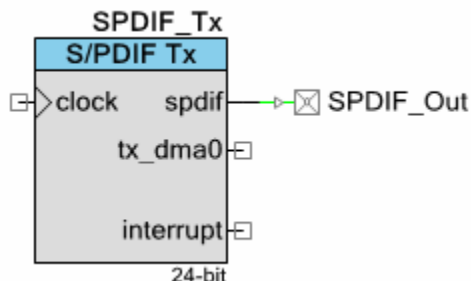 SPDIF_Tx
S/PDIF Tx
clock spdif SPDIF_Out
tx_dma0
interrupt
24-bit